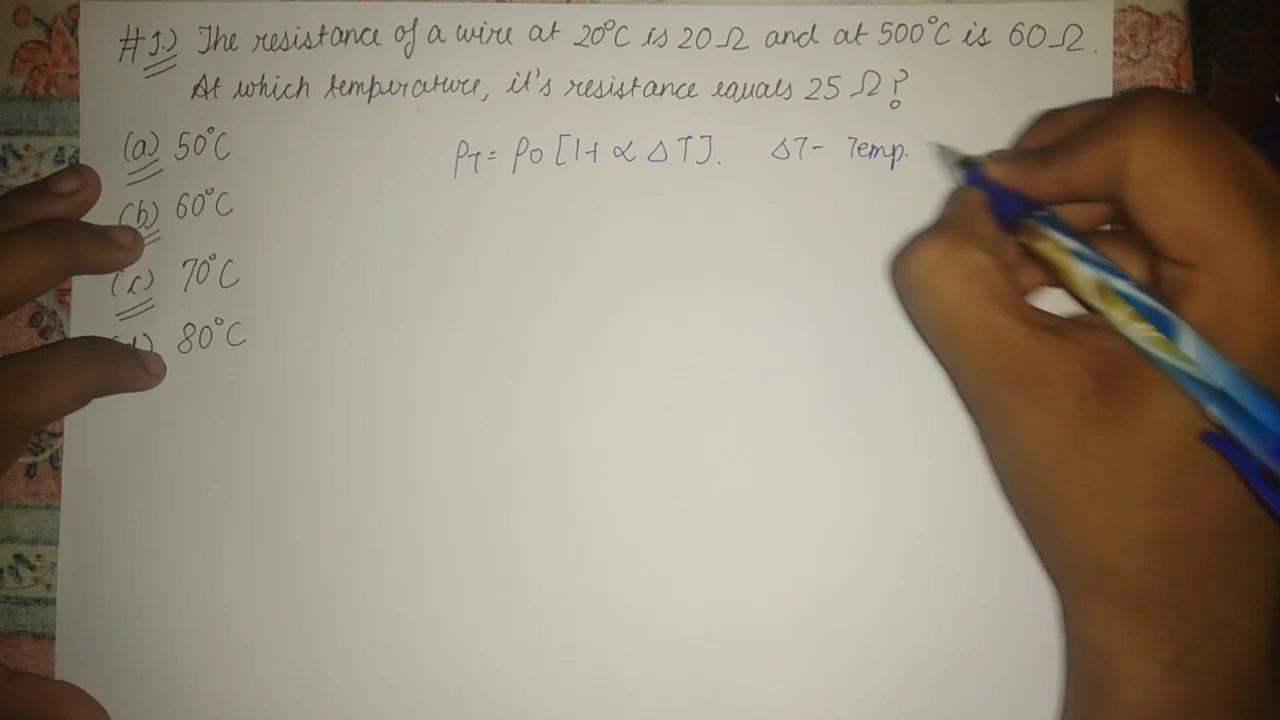 #1.) The resistance of a wire at 20°C is 20 Ω and at 500°C is 60 Ω.
At which temperature, it's resistance equals 25 Ω?
(a) 50°C
(b) 60°C
(c) 70°C
(d) 80°C
ρT = ρ0 [1 + α ΔT]. ΔT - Temp.